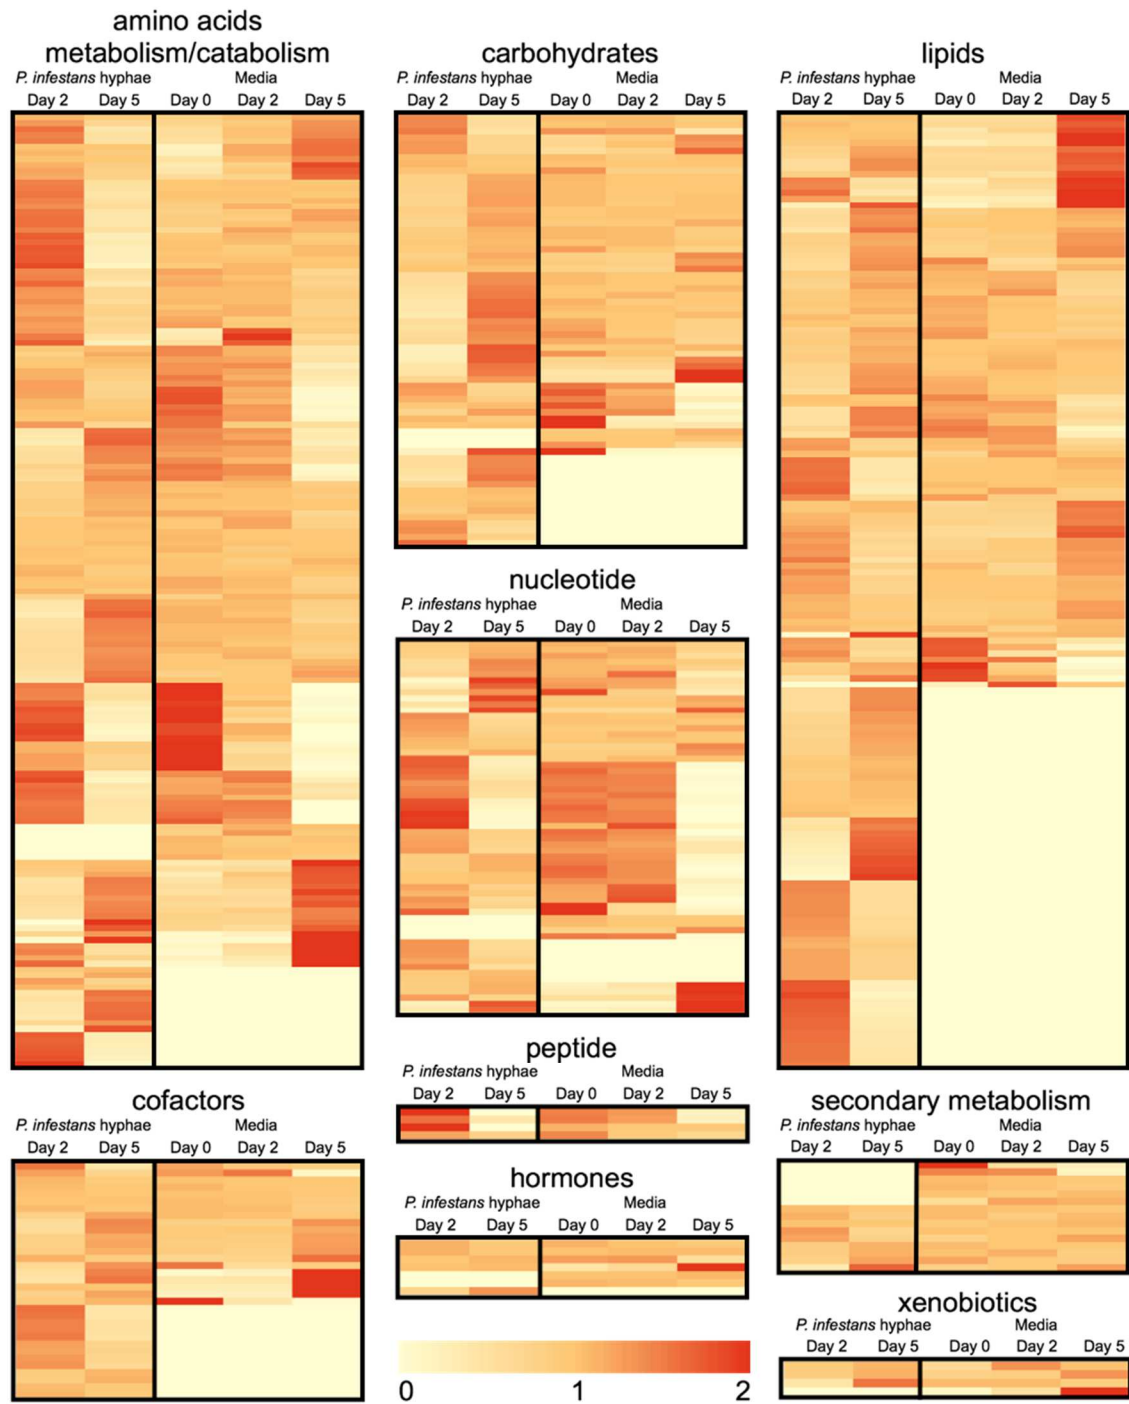 amino acids
metabolism/catabolism
P. infestans hyphae Media
Day 2 Day 5 Day 0 Day 2 Day 5
carbohydrates
P. infestans hyphae Media
Day 2 Day 5 Day 0 Day 2 Day 5
lipids
P. infestans hyphae Media
Day 2 Day 5 Day 0 Day 2 Day 5
nucleotide
P. infestans hyphae Media
Day 2 Day 5 Day 0 Day 2 Day 5
peptide
P. infestans hyphae Media
Day 2 Day 5 Day 0 Day 2 Day 5
cofactors
P. infestans hyphae Media
Day 2 Day 5 Day 0 Day 2 Day 5
hormones
P. infestans hyphae Media
Day 2 Day 5 Day 0 Day 2 Day 5
secondary metabolism
P. infestans hyphae Media
Day 2 Day 5 Day 0 Day 2 Day 5
xenobiotics
P. infestans hyphae Media
Day 2 Day 5 Day 0 Day 2 Day 5
0 1 2